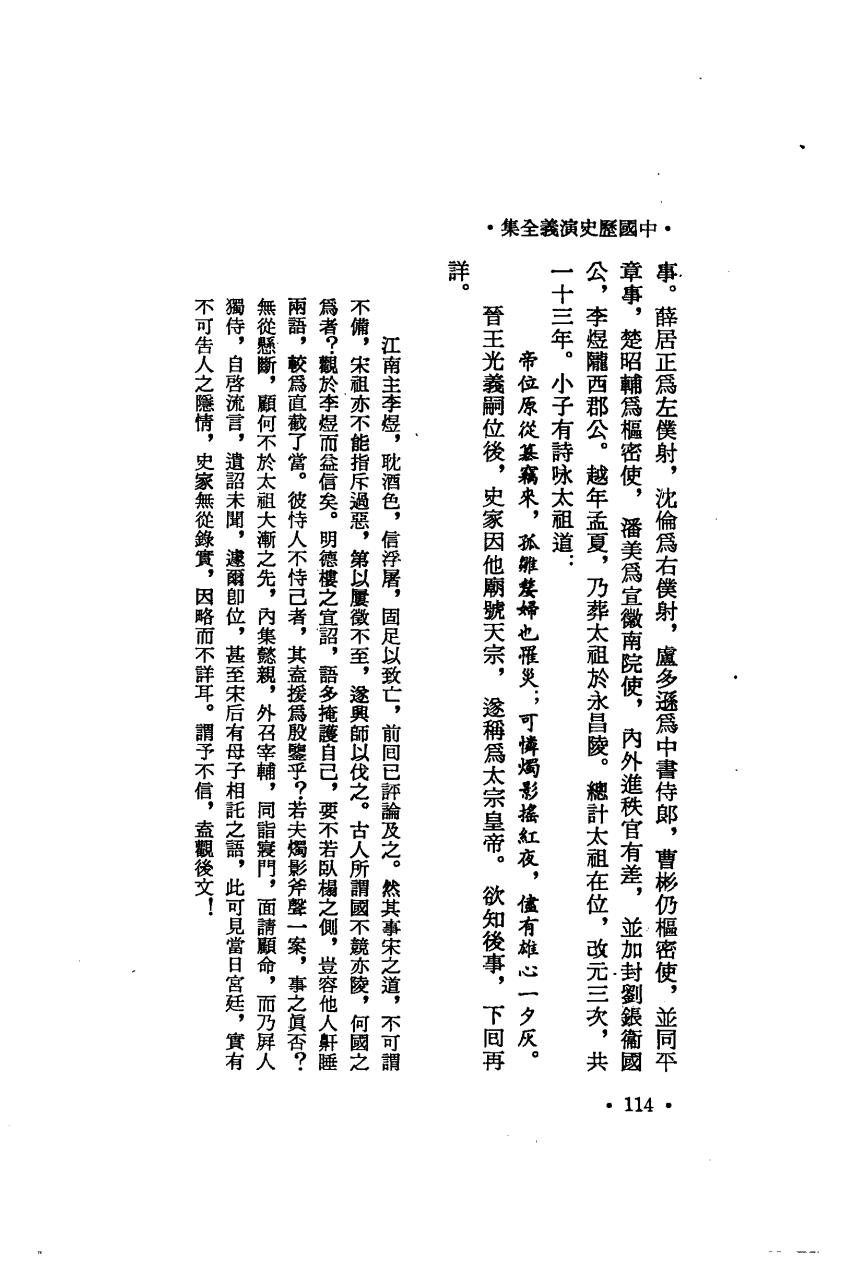 ·中國歷史演義全集·
事。薛居正爲左僕射，沈倫爲右僕射，盧多遜爲中書侍郎，曹彬仍樞密使，並同平
章事，楚昭輔爲樞密使，潘美爲宣徽南院使，內外進秩官有差，並加封劉鋹衞國
公，李煜隴西郡公。越年孟夏，乃葬太祖於永昌陵。總計太祖在位，改元三次，共
一十三年。小子有詩咏太祖道：
帝位原從篡竊來，孤雛嫠婦也罹災；可憐燭影搖紅夜，儘有雄心一夕灰。
晉王光義嗣位後，史家因他廟號天宗，遂稱爲太宗皇帝。欲知後事，下回再
詳。
江南主李煜，耽酒色，信浮屠，固足以致亡，前回已評論及之。然其事宋之道，不可謂
不備，宋祖亦不能指斥過惡，第以屢徵不至，遂興師以伐之。古人所謂國不競亦陵，何國之
爲者？觀於李煜而益信矣。明德樓之宣詔，語多掩護自己，要不若臥榻之側，豈容他人鼾睡
兩語，較爲直截了當。彼恃人不恃己者，其盍援爲殷鑒乎？若夫燭影斧聲一案，事之眞否？
無從懸斷，顧何不於太祖大漸之先，內集懿親，外召宰輔，同詣寢門，面請顧命，而乃屛人
獨侍，自啓流言，遺詔未聞，遽爾卽位，甚至宋后有母子相託之語，此可見當日宮廷，實有
不可告人之隱情，史家無從錄實，因略而不詳耳。謂予不信，盍觀後文！
·114·